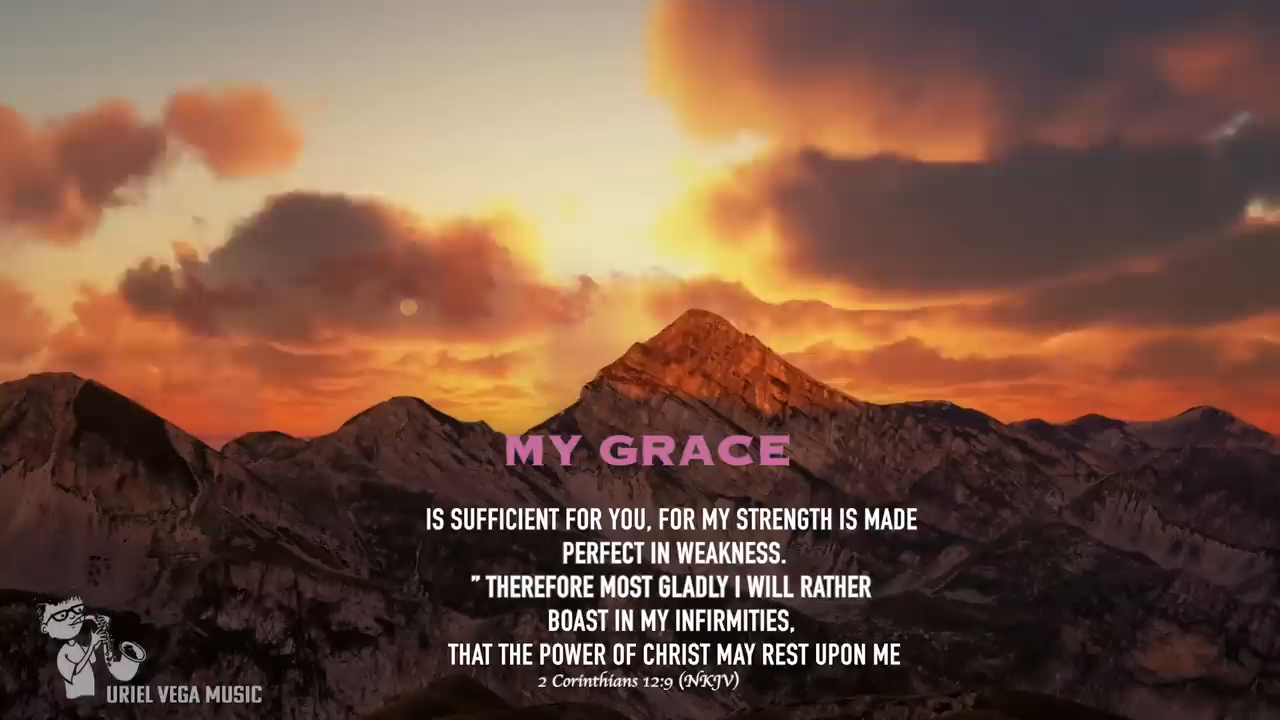 MY GRACE
IS SUFFICIENT FOR YOU, FOR MY STRENGTH IS MADE
PERFECT IN WEAKNESS.
" THEREFORE MOST GLADLY I WILL RATHER
BOAST IN MY INFIRMITIES,
THAT THE POWER OF CHRIST MAY REST UPON ME
2 Corinthians 12:9 (NKJV)
URIEL VEGA MUSIC